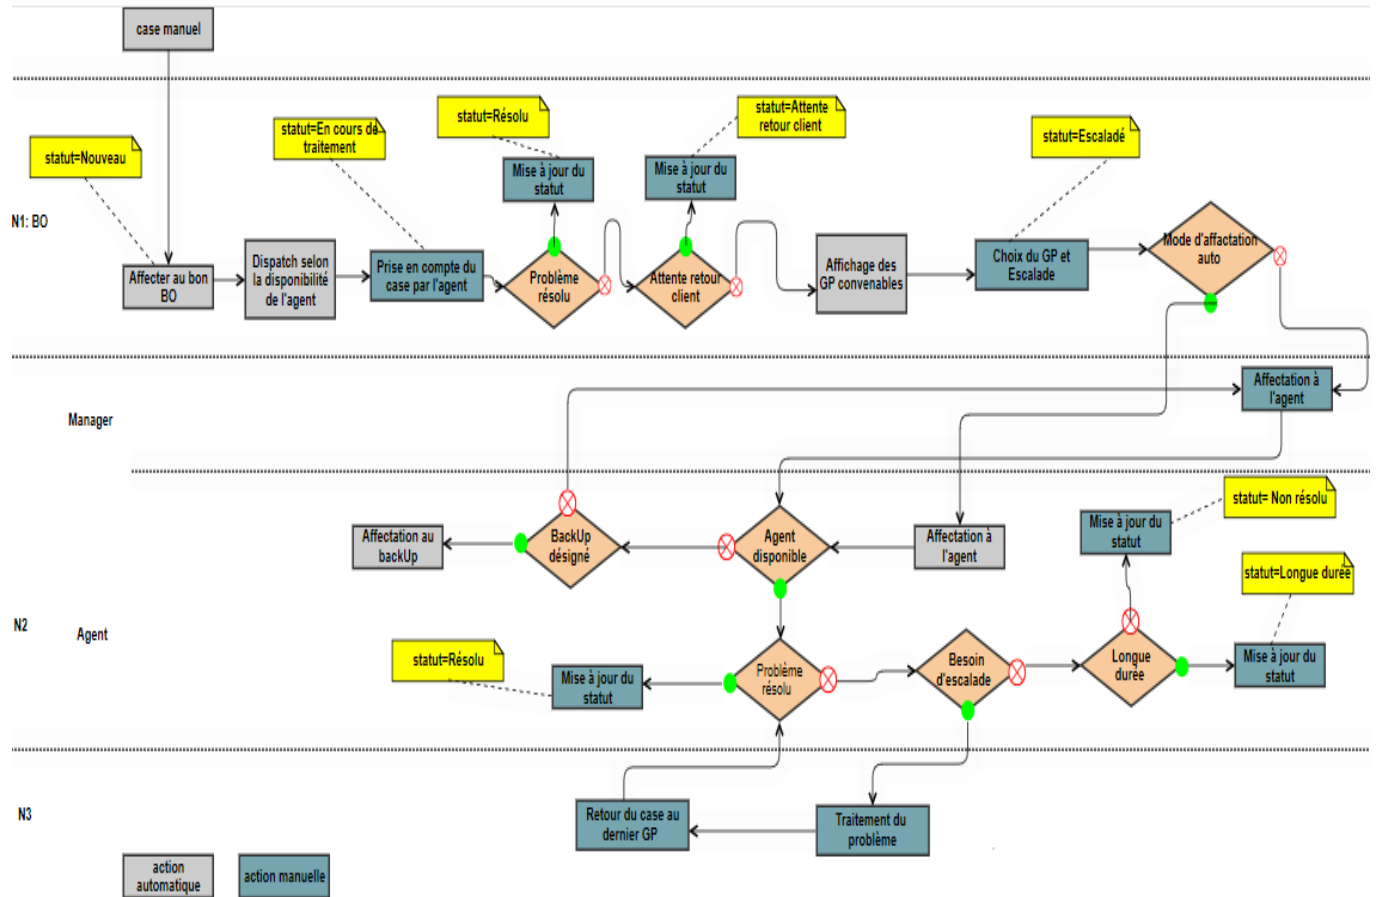 case manuel
statut=Nouveau
statut=En cours de
traitement
statut=Résolu
statut=Attente
retour client
statut=Escaladé
Mise à jour du
statut
Mise à jour du
statut
N1: BO
Affecter au bon
BO
Dispatch selon
la disponibilité
de l'agent
Prise en compte du
case par l'agent
Problème
résolu
Attente retour
client
Affichage des
GP convenables
Choix du GP et
Escalade
Mode d'affactation
auto
Manager
Affectation à
l'agent
Affectation au
backUp
BackUp
désigné
Agent
disponible
Affectation à
l'agent
Mise à jour du
statut
statut= Non résolu
statut=Longue durée
N2
Agent
statut=Résolu
Mise à jour du
statut
Problème
résolu
Besoin
d'escalade
Longue
durée
Mise à jour du
statut
N3
Retour du case au
dernier GP
Traitement du
problème
action
automatique
action manuelle